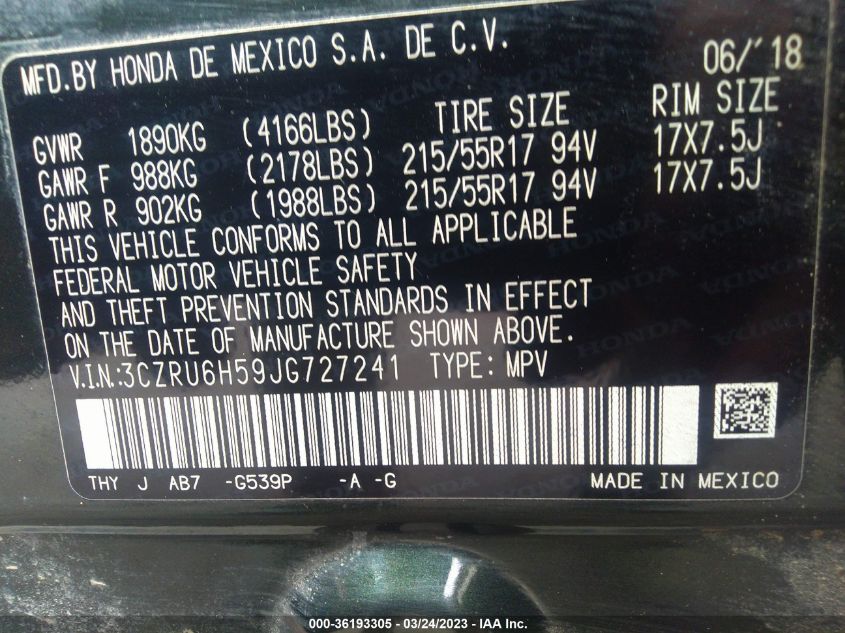 MFD.BY HONDA DE MEXICO S.A. DE C.V. 06/'18
GVWR 1890KG (4166LBS) TIRE SIZE RIM SIZE
GAWR F 988KG (2178LBS) 215/55R17 94V 17X7.5J
GAWR R 902KG (1988LBS) 215/55R17 94V 17X7.5J
THIS VEHICLE CONFORMS TO ALL APPLICABLE
FEDERAL MOTOR VEHICLE SAFETY
AND THEFT PREVENTION STANDARDS IN EFFECT
ON THE DATE OF MANUFACTURE SHOWN ABOVE.
V.I.N.:3CZRU6H59JG727241 TYPE: MPV
THY J AB7 -G539P -A -G MADE IN MEXICO
000-36193305 - 03/24/2023 - IAA Inc.